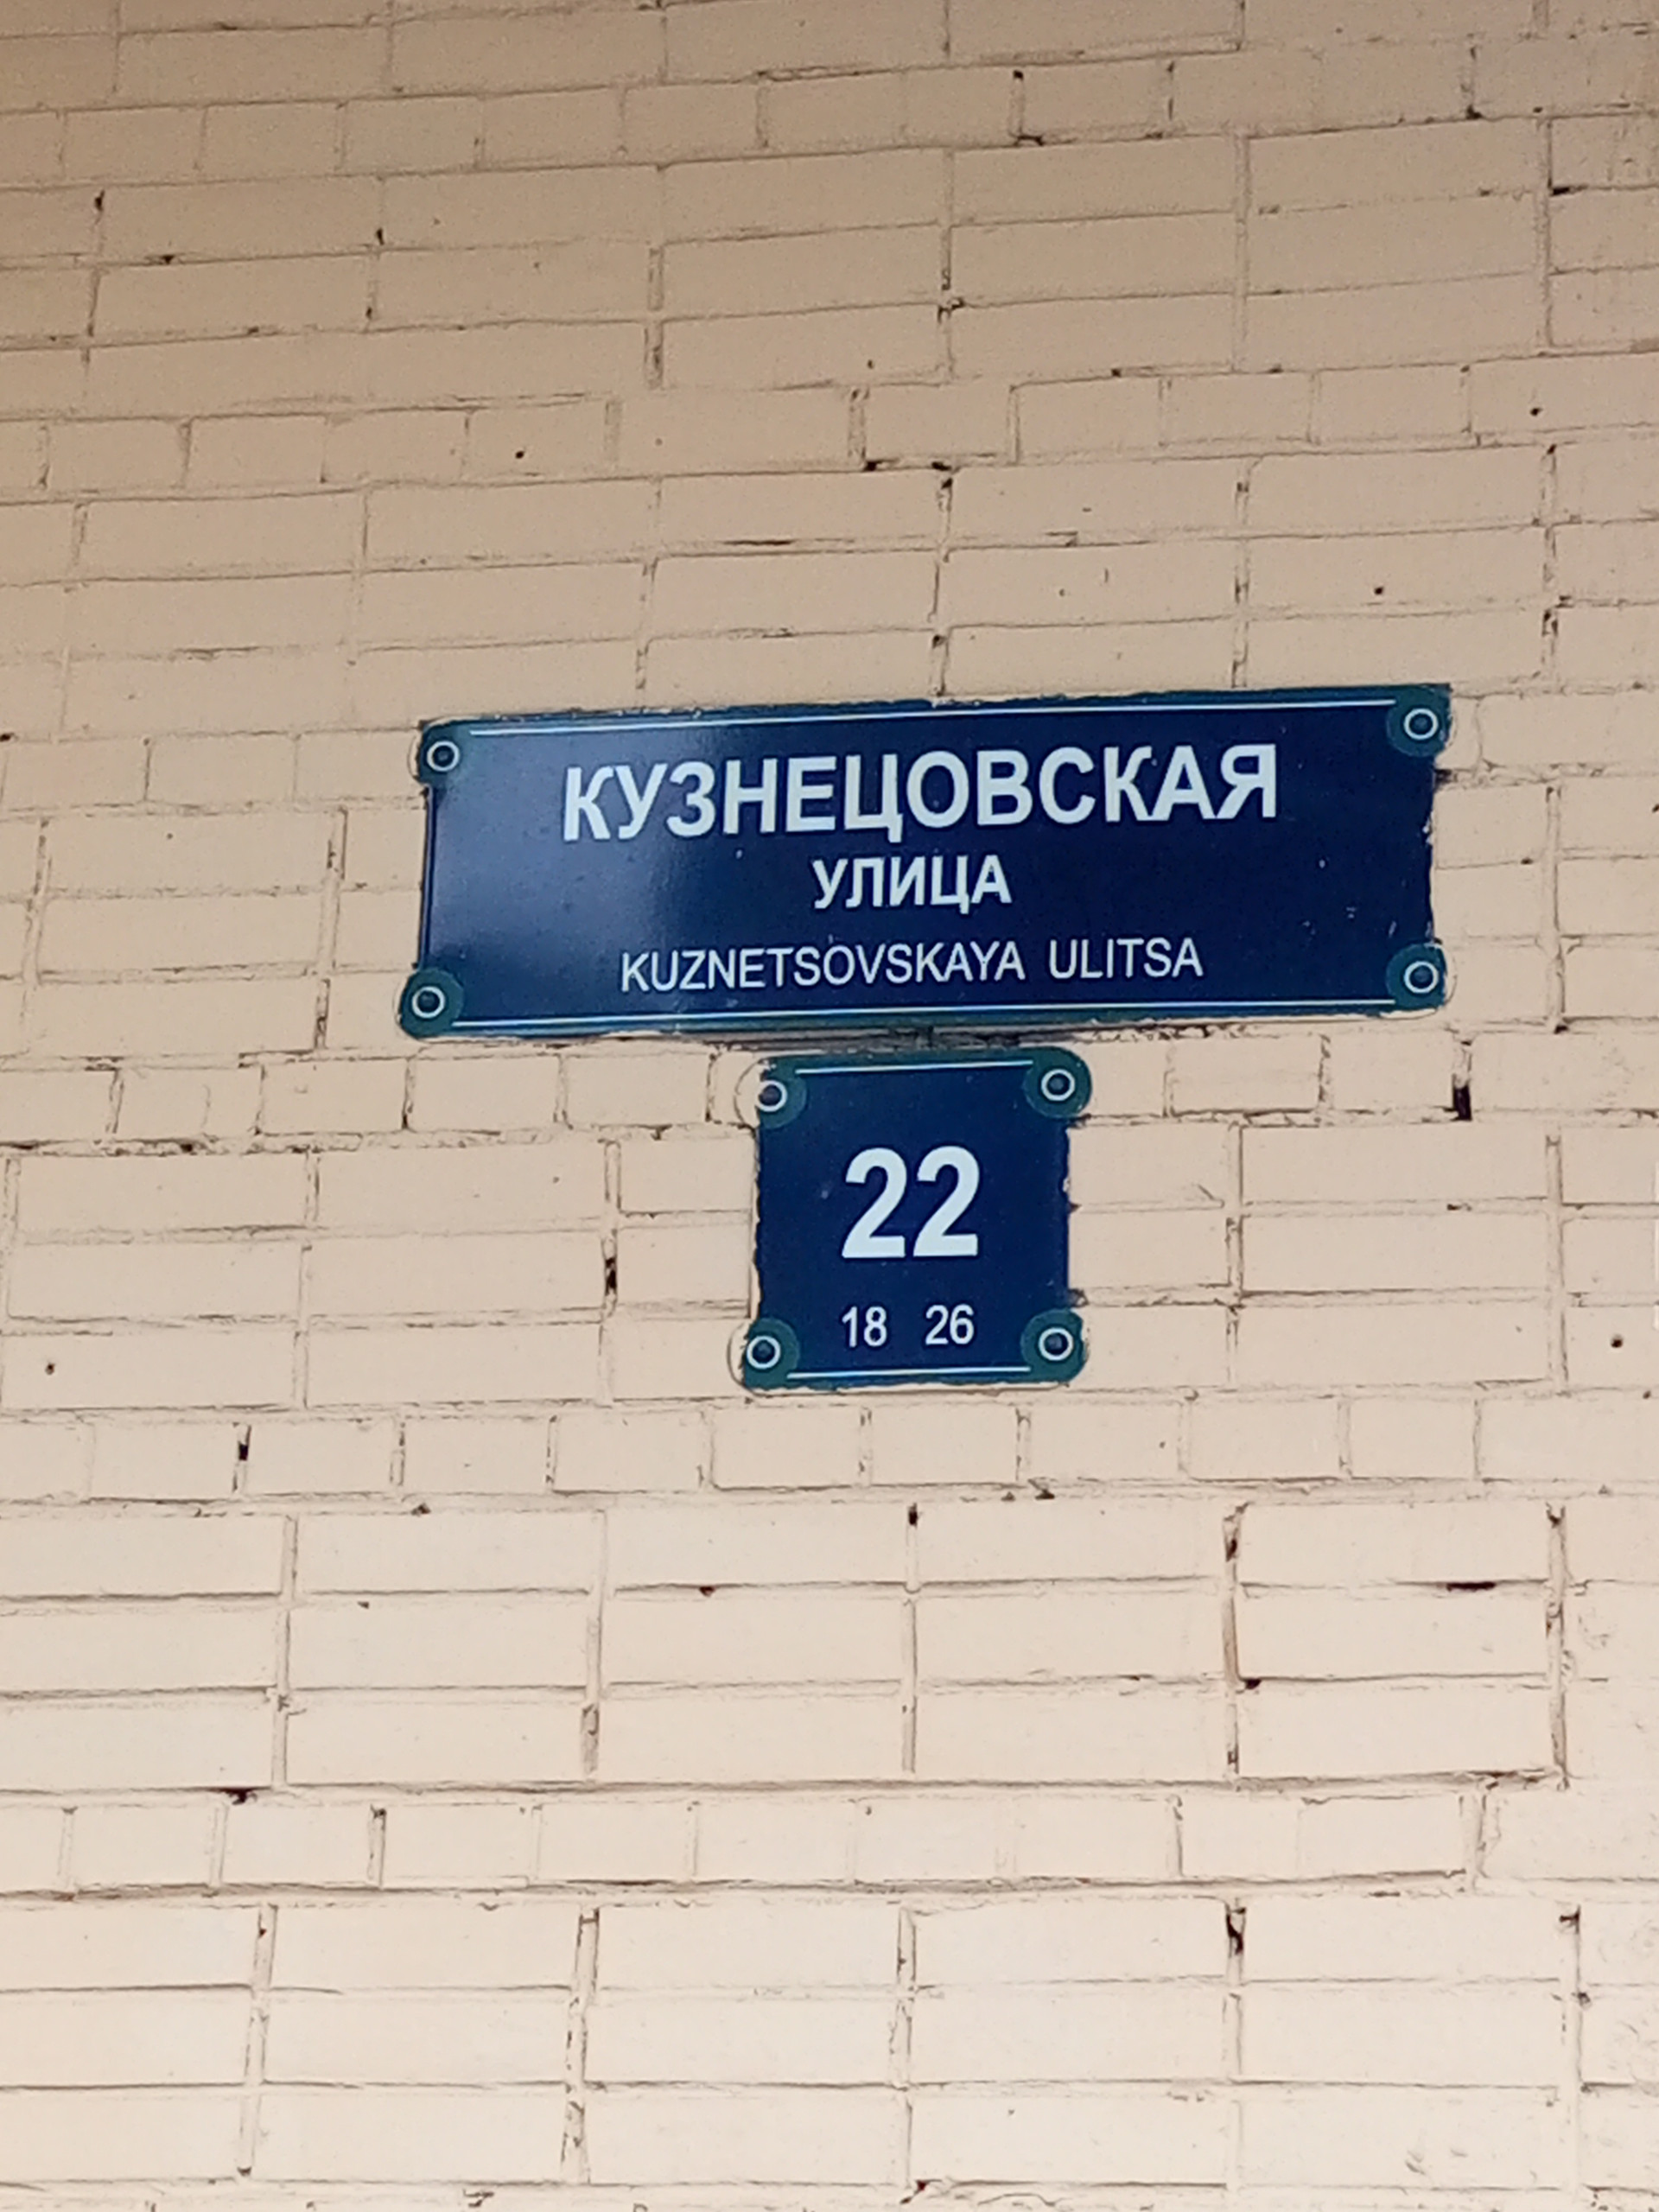 КУЗНЕЦОВСКАЯ
УЛИЦА
KUZNETSOVSKAYA ULITSA
22
18 26